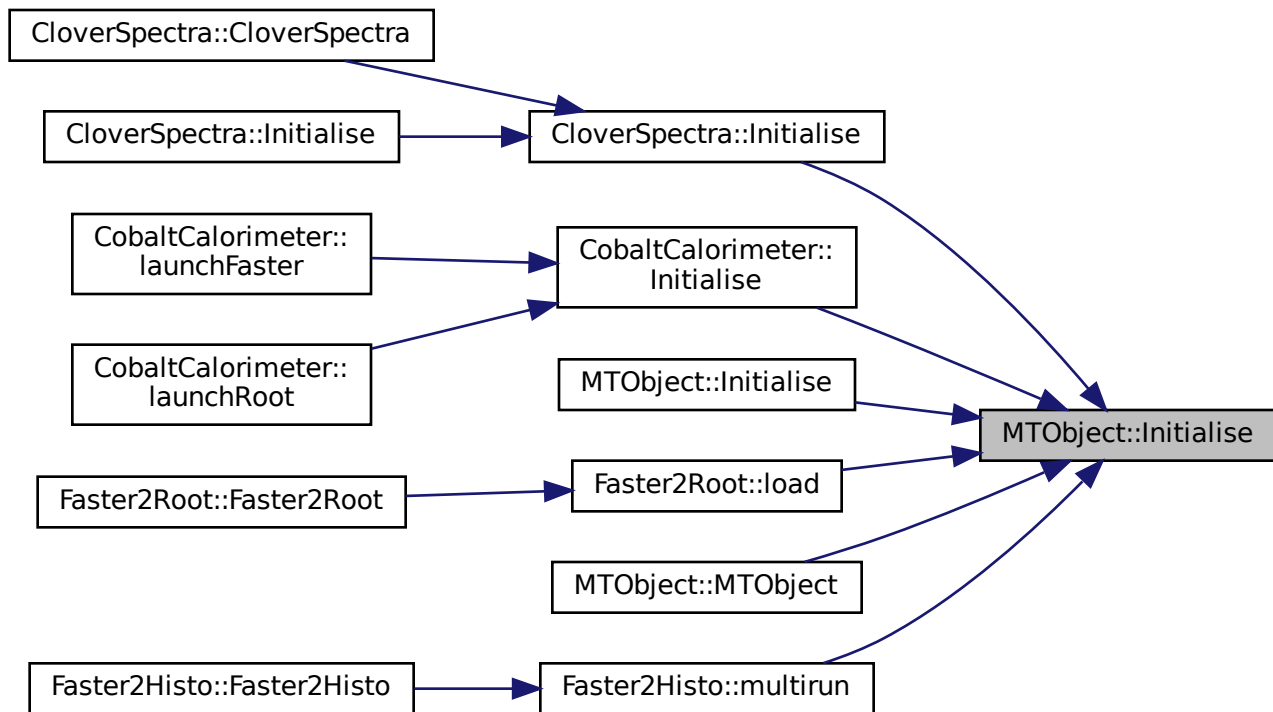 CloverSpectra::CloverSpectra
CloverSpectra::Initialise
CloverSpectra::Initialise
CobaltCalorimeter::
launchFaster
CobaltCalorimeter::
Initialise
CobaltCalorimeter::
launchRoot
MTObject::Initialise
MTObject::Initialise
Faster2Root::Faster2Root
Faster2Root::load
MTObject::MTObject
Faster2Histo::Faster2Histo
Faster2Histo::multirun